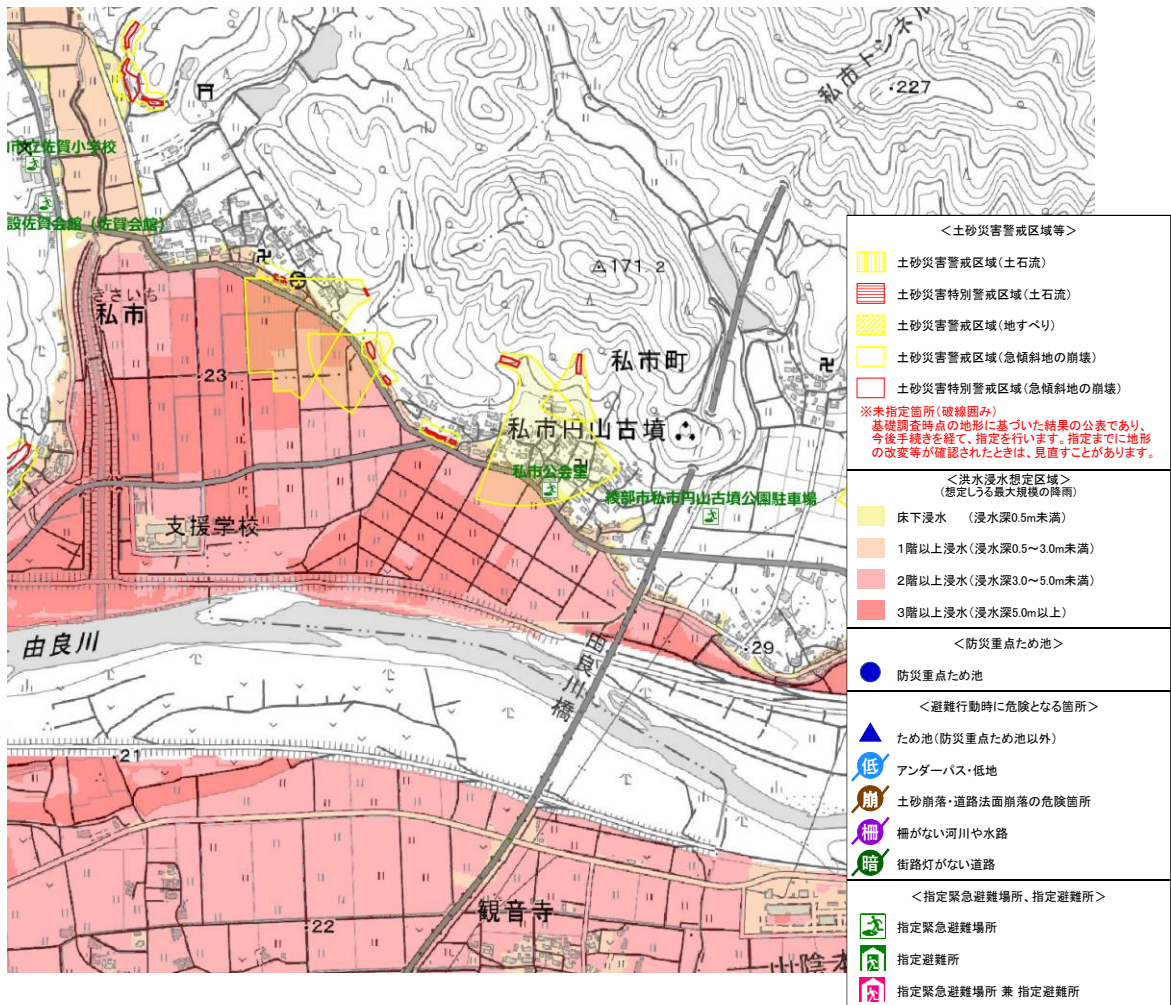 私市トンネル
・227
市立佐賀小学校
設佐賀会館(佐賀会館)
卍
△171.2
きさいち
私市
・23
私市町
卍
私市円山古墳
卍
私市公会堂
綾部市私市円山古墳公園駐車場
支援学校
由良川
由良川橋
・29
・21
観音寺
・22
山陰本
<土砂災害警戒区域等>
土砂災害警戒区域(土石流)
土砂災害特別警戒区域(土石流)
土砂災害警戒区域(地すべり)
土砂災害警戒区域(急傾斜地の崩壊)
土砂災害特別警戒区域(急傾斜地の崩壊)
※未指定箇所(破線囲み)
基礎調査時点の地形に基づいた結果の公表であり、
今後手続きを経て、指定を行います。指定までに地形
の改変等が確認されたときは、見直すことがあります。
<洪水浸水想定区域>
(想定しうる最大規模の降雨)
床下浸水 (浸水深0.5m未満)
1階以上浸水(浸水深0.5~3.0m未満)
2階以上浸水(浸水深3.0~5.0m未満)
3階以上浸水(浸水深5.0m以上)
<防災重点ため池>
防災重点ため池
<避難行動時に危険となる箇所>
ため池(防災重点ため池以外)
低 アンダーパス・低地
崩 土砂崩落・道路法面崩落の危険箇所
柵 柵がない河川や水路
暗 街路灯がない道路
<指定緊急避難場所、指定避難所>
指定緊急避難場所
指定避難所
指定緊急避難場所 兼 指定避難所